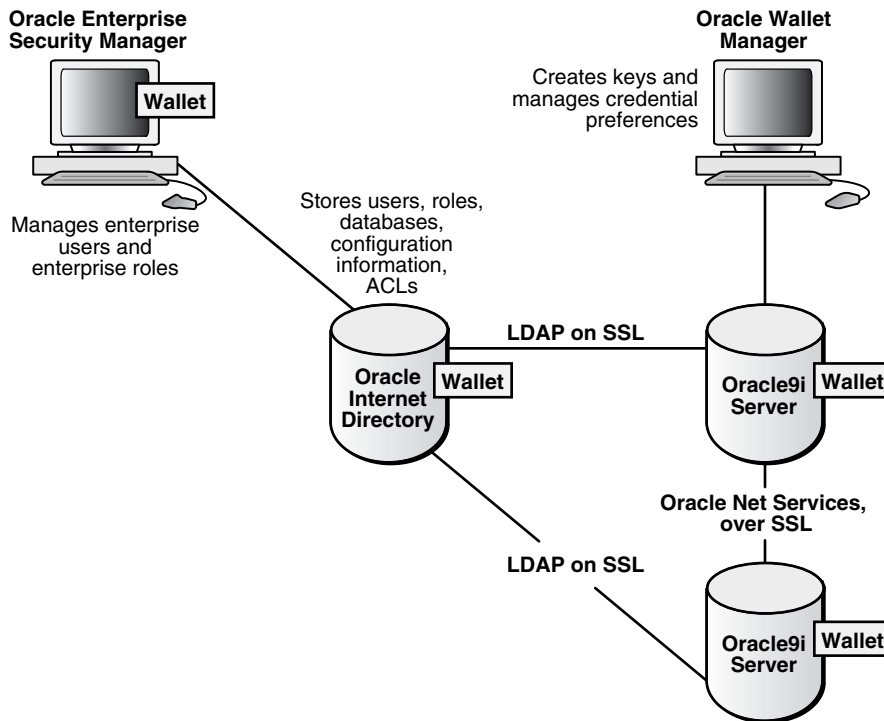 Oracle Enterprise
Security Manager
Wallet
Manages enterprise
users and
enterprise roles
Oracle Wallet
Manager
Creates keys and
manages credential
preferences
Stores users, roles,
databases,
configuration
information,
ACLs
LDAP on SSL
Oracle
Internet
Directory
Wallet
Oracle9i
Server
Wallet
Oracle Net Services,
over SSL
LDAP on SSL
Oracle9i
Server
Wallet